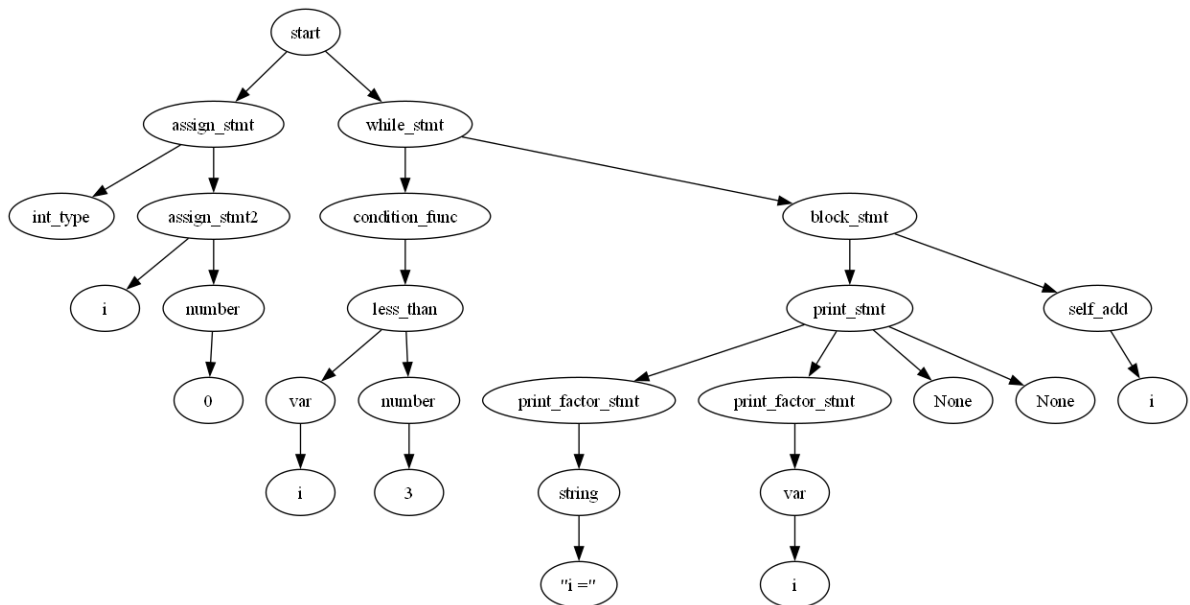 start
assign_stmt
while_stmt
int_type
assign_stmt2
condition_func
block_stmt
i
number
less_than
print_stmt
self_add
0
var
number
print_factor_stmt
print_factor_stmt
None
None
i
i
3
string
var
"i ="
i